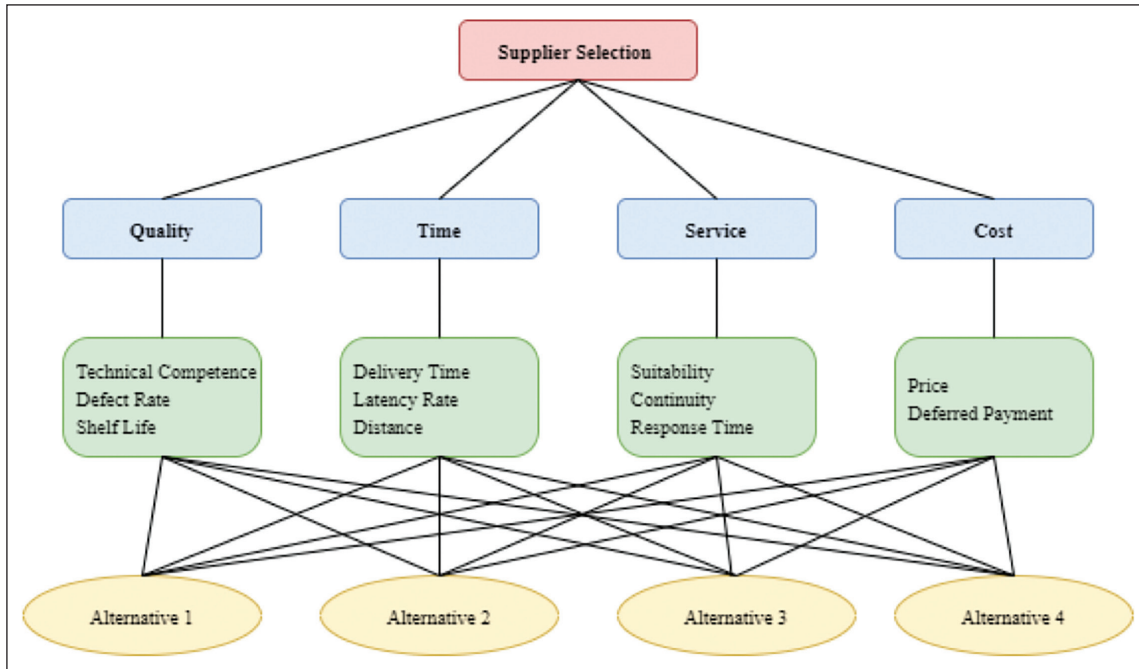 Supplier Selection
Quality
Time
Service
Cost
Technical Competence
Defect Rate
Shelf Life
Delivery Time
Latency Rate
Distance
Suitability
Continuity
Response Time
Price
Deferred Payment
Alternative 1
Alternative 2
Alternative 3
Alternative 4